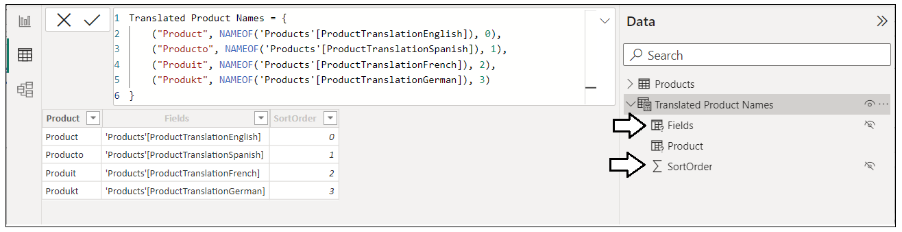 1 Translated Product Names = {
2 ("Product", NAMEOF('Products'[ProductTranslationEnglish]), 0),
3 ("Producto", NAMEOF('Products'[ProductTranslationSpanish]), 1),
4 ("Produit", NAMEOF('Products'[ProductTranslationFrench]), 2),
5 ("Produkt", NAMEOF('Products'[ProductTranslationGerman]), 3)
6 }
Product Fields SortOrder
Product 'Products'[ProductTranslationEnglish] 0
Producto 'Products'[ProductTranslationSpanish] 1
Produit 'Products'[ProductTranslationFrench] 2
Produkt 'Products'[ProductTranslationGerman] 3
Data
Search
Products
Translated Product Names
Fields
Product
SortOrder